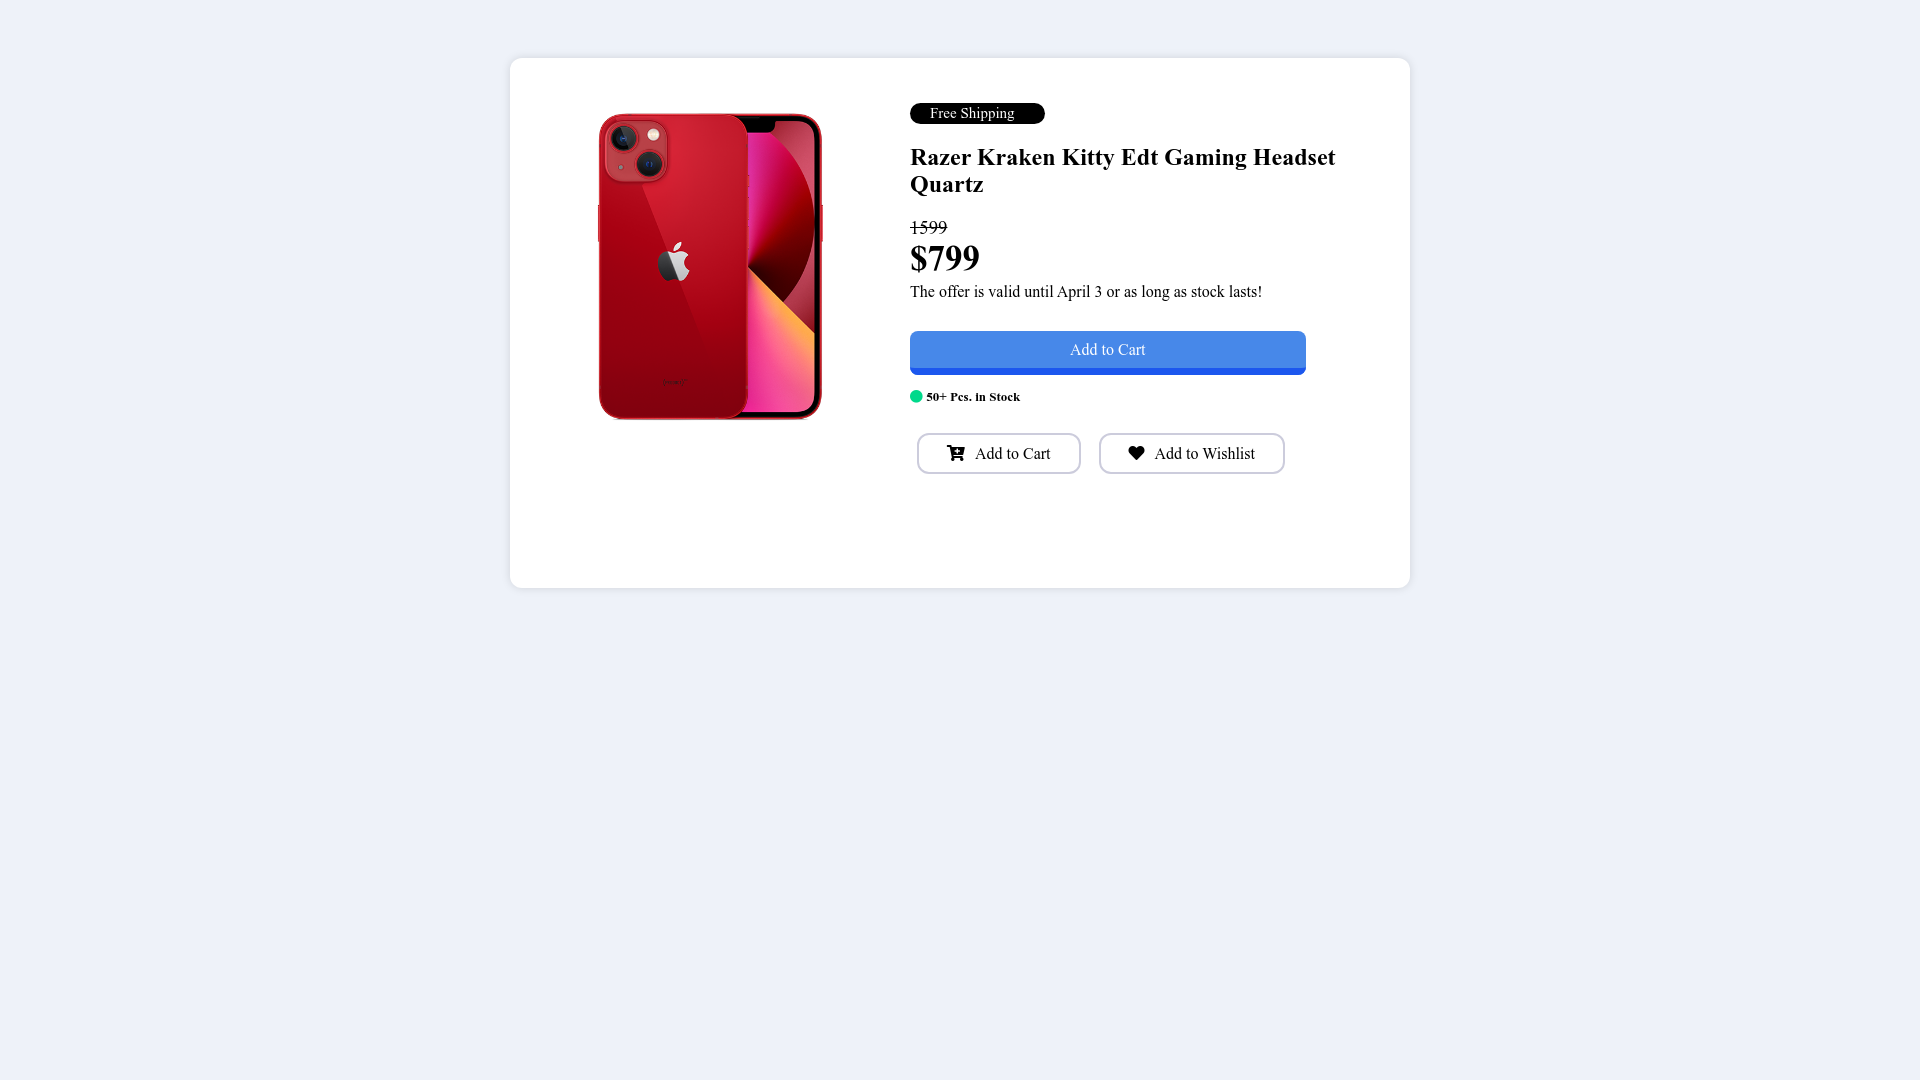 Free Shipping
Razer Kraken Kitty Edt Gaming Headset
Quartz
1599
$799
The offer is valid until April 3 or as long as stock lasts!
Add to Cart
50+ Pcs. in Stock
Add to Cart
Add to Wishlist